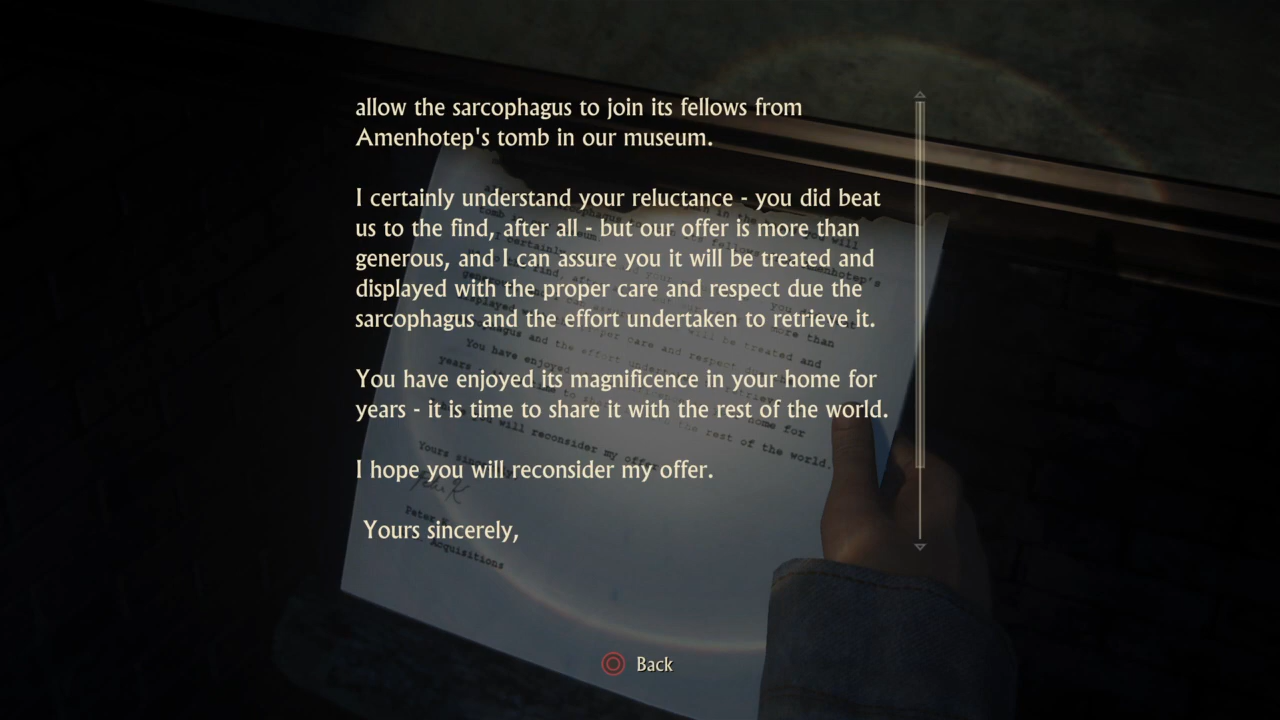 allow the sarcophagus to join its fellows from
Amenhotep's tomb in our museum.
I certainly understand your reluctance - you did beat
us to the find, after all - but our offer is more than
generous, and I can assure you it will be treated and
displayed with the proper care and respect due the
sarcophagus and the effort undertaken to retrieve it.
You have enjoyed its magnificence in your home for
years - it is time to share it with the rest of the world.
I hope you will reconsider my offer.
Yours sincerely,
Back